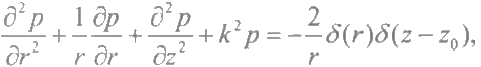 ∂²p/∂r² + 1/r ∂p/∂r + ∂²p/∂z² + k²p = −2/r δ(r)δ(z − z₀),